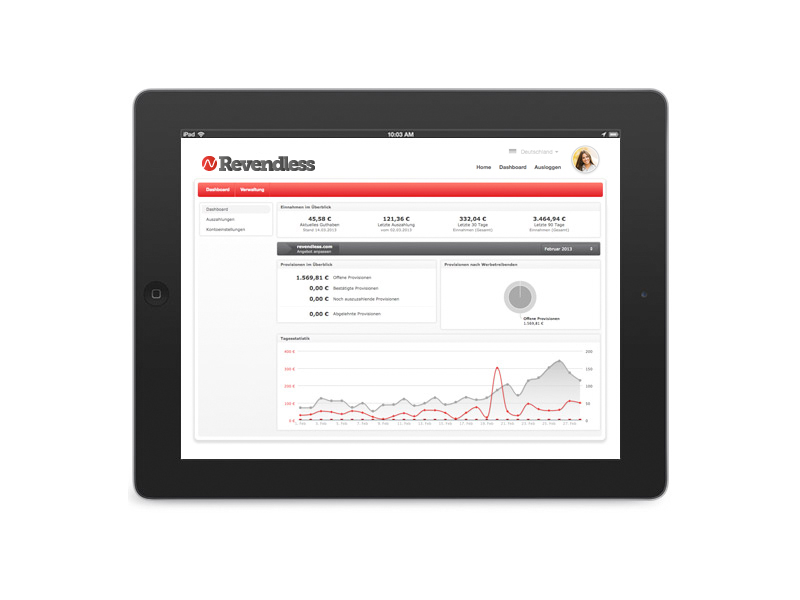 iPad
10:03 AM
Deutschland
Revendless
Home Dashboard Ausloggen
Dashboard Verwaltung
Dashboard
Auszahlungen
Kontoeinstellungen
Einnahmen im Überblick
45,58 € 121,36 € 332,04 € 3.464,94 €
Aktuelles Guthaben Letzte Auszahlung Letzte 30 Tage Letzte 90 Tage
Stand 14.03.2013 vom 02.03.2013 Einnahmen (Gesamt) Einnahmen (Gesamt)
revendless.com
Angebot anpassen
Februar 2013
Provisionen im Überblick
1.569,81 € Offene Provisionen
0,00 € Bestätigte Provisionen
0,00 € Noch auszuzahlende Provisionen
0,00 € Abgelehnte Provisionen
Provisionen nach Werbetreibenden
Offene Provisionen
1.569,81 €
Tagesstatistik
400 € 200
300 € 150
200 € 100
100 € 50
0 € 0
1. Feb 3. Feb 5. Feb 7. Feb 9. Feb 11. Feb 13. Feb 15. Feb 17. Feb 19. Feb 21. Feb 23. Feb 25. Feb 27. Feb